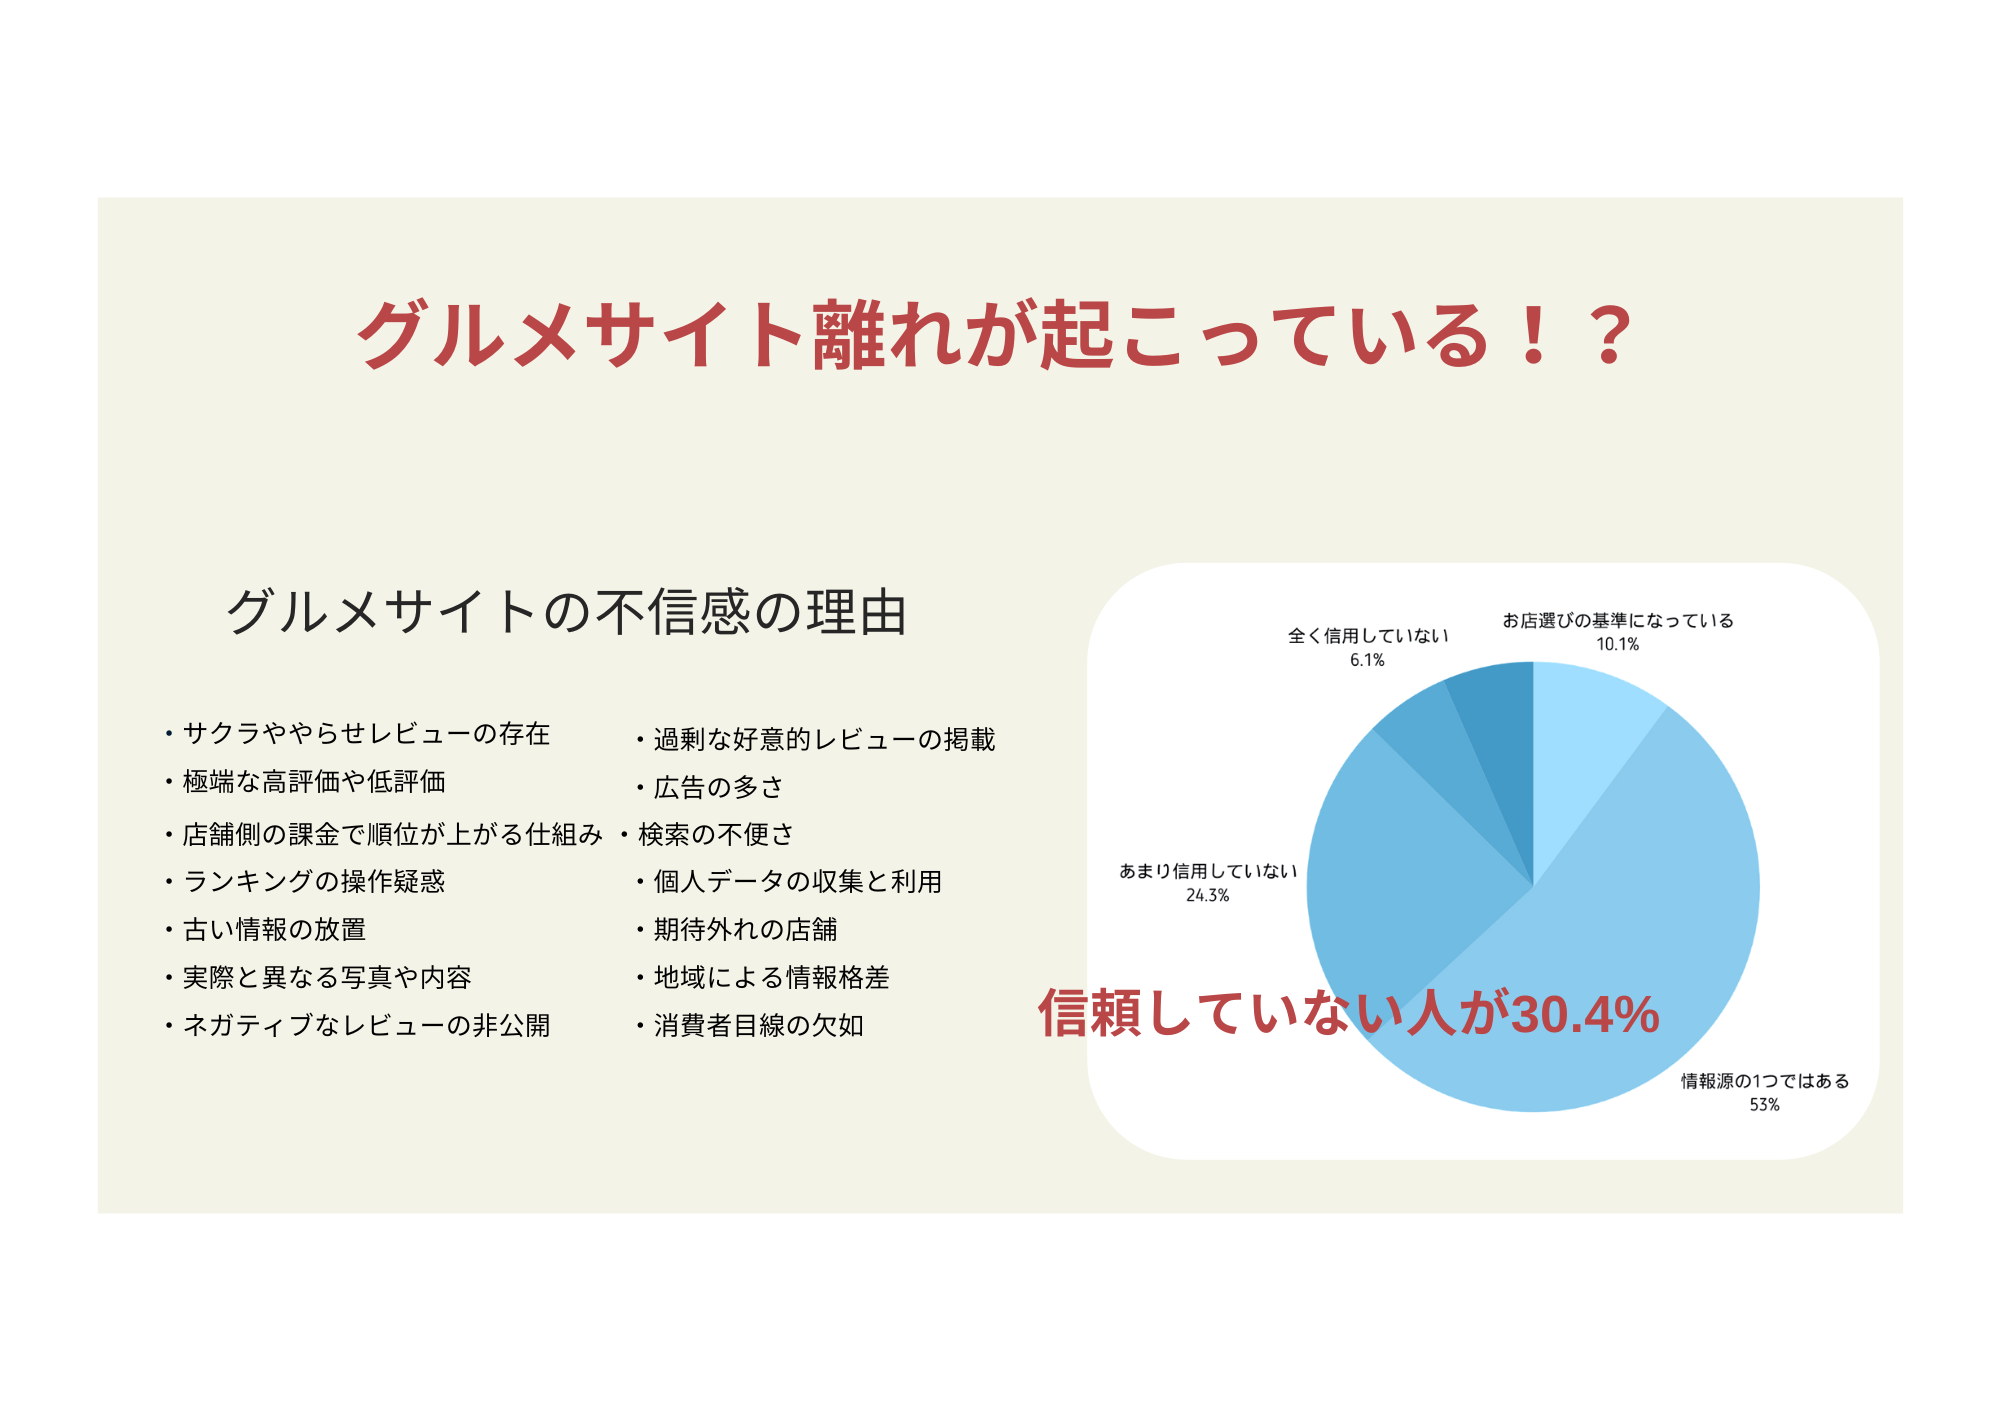 グルメサイト離れが起こっている！？
グルメサイトの不信感の理由
・サクラややらせレビューの存在
・極端な高評価や低評価
・店舗側の課金で順位が上がる仕組み ・検索の不便さ
・ランキングの操作疑惑
・古い情報の放置
・実際と異なる写真や内容
・ネガティブなレビューの非公開
・過剰な好意的レビューの掲載
・広告の多さ
・個人データの収集と利用
・期待外れの店舗
・地域による情報格差
・消費者目線の欠如
全く信用していない
6.1%
お店選びの基準になっている
10.1%
あまり信用していない
24.3%
信頼していない人が30.4%
情報源の1つではある
53%